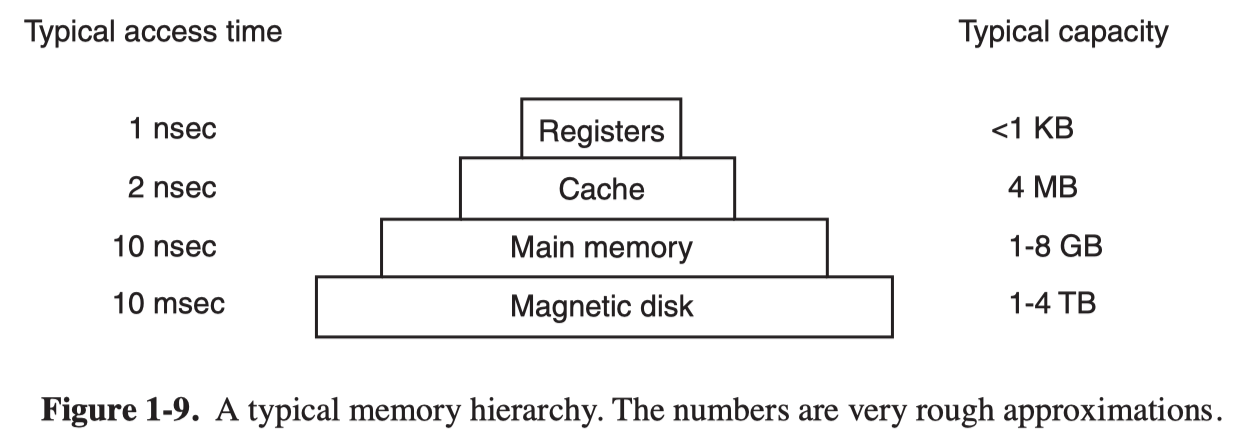 Typical access time Typical capacity
1 nsec Registers <1 KB
2 nsec Cache 4 MB
10 nsec Main memory 1-8 GB
10 msec Magnetic disk 1-4 TB
Figure 1-9. A typical memory hierarchy. The numbers are very rough approximations.